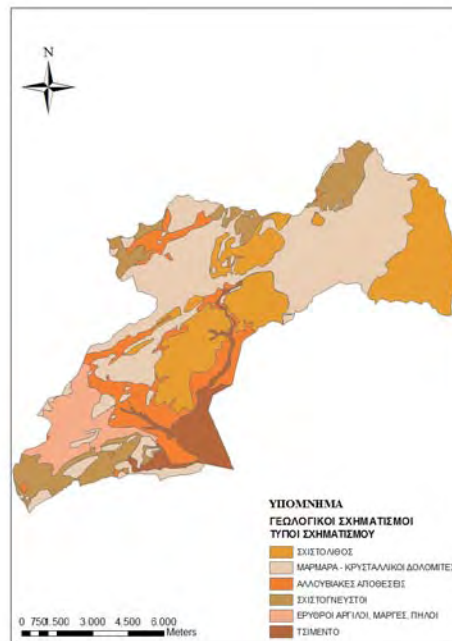 N
ΥΠΟΜΝΗΜΑ
ΓΕΩΛΟΓΙΚΟΙ ΣΧΗΜΑΤΙΣΜΟΙ
ΤΥΠΟΙ ΣΧΗΜΑΤΙΣΜΟΥ
ΣΧΙΣΤΟΛΙΘΟΣ
ΜΑΡΜΑΡΑ - ΚΡΥΣΤΑΛΛΙΚΟΙ ΔΟΛΟΜΙΤΕΣ
ΑΛΛΟΥΒΙΑΚΕΣ ΑΠΟΘΕΣΕΙΣ
ΣΧΙΣΤΟΓΝΕΥΣΤΟΙ
ΕΡΥΘΡΟΙ ΑΡΓΙΛΟΙ, ΜΑΡΓΕΣ, ΠΗΛΟΙ
ΤΣΙΜΕΝΤΟ
0 750 1.500 3.000 4.500 6.000 Meters